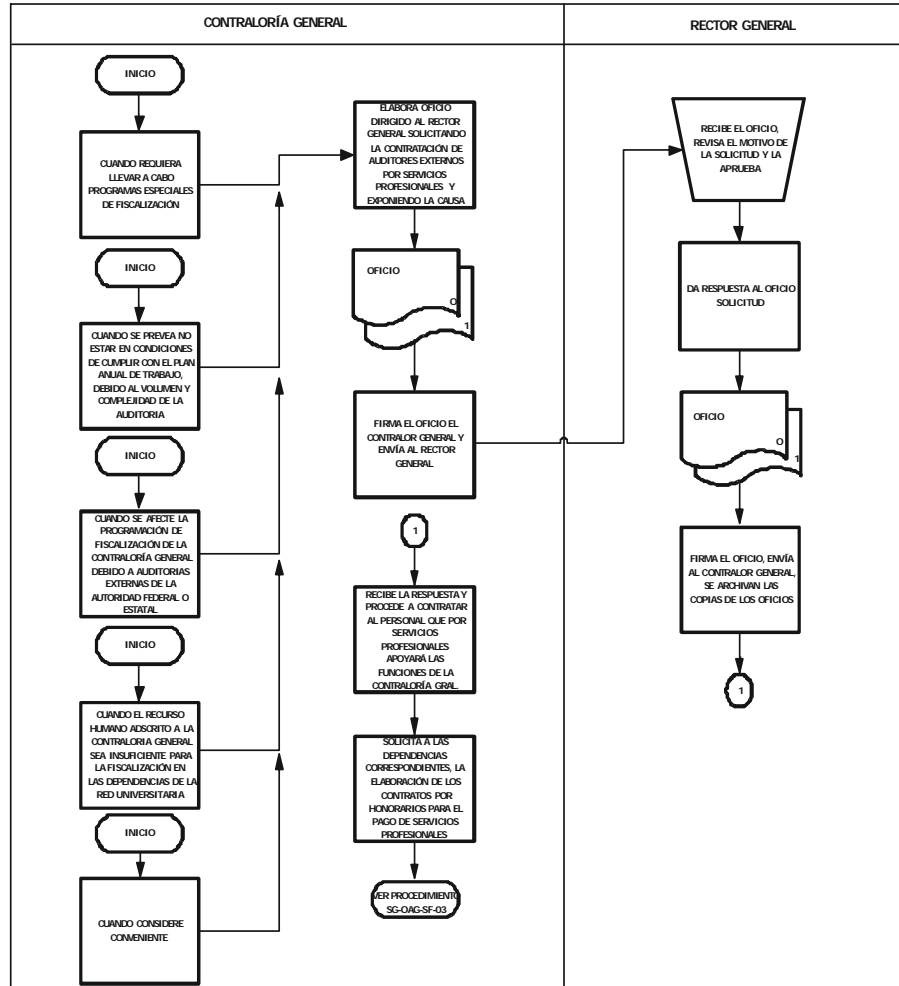 CONTRALORÍA GENERAL
RECTOR GENERAL
INICIO
CUANDO REQUIERA
LLEVAR A CABO
PROGRAMAS ESPECIALES
DE FISCALIZACIÓN
INICIO
CUANDO SE PREVEA NO
ESTAR EN CONDICIONES
DE CUMPLIR CON EL PLAN
ANUAL DE TRABAJO,
DEBIDO AL VOLUMEN Y
COMPLEJIDAD DE LA
AUDITORIA
INICIO
CUANDO SE AFECTE LA
PROGRAMACIÓN DE
FISCALIZACIÓN DE LA
CONTRALORÍA GENERAL
DEBIDO A AUDITORIAS
EXTERNAS DE LA
AUTORIDAD FEDERAL O
ESTATAL
INICIO
CUANDO EL RECURSO
HUMANO ADSCRITO A LA
CONTRALORIA GENERAL
SEA INSUFICIENTE PARA
LA FISCALIZACIÓN EN
LAS DEPENDENCIAS DE LA
RED UNIVERSITARIA
INICIO
CUANDO CONSIDERE
CONVENIENTE
ELABORA OFICIO
DIRIGIDO AL RECTOR
GENERAL SOLICITANDO
LA CONTRATACIÓN DE
AUDITORES EXTERNOS
POR SERVICIOS
PROFESIONALES Y
EXPONIENDO LA CAUSA
OFICIO
O
1
FIRMA EL OFICIO EL
CONTRALOR GENERAL Y
ENVÍA AL RECTOR
GENERAL
1
RECIBE LA RESPUESTA Y
PROCEDE A CONTRATAR
AL PERSONAL QUE POR
SERVICIOS
PROFESIONALES
APOYARÁ LAS
FUNCIONES DE LA
CONTRALORÍA GRAL.
SOLICITA A LAS
DEPENDENCIAS
CORRESPONDIENTES, LA
ELABORACIÓN DE LOS
CONTRATOS POR
HONORARIOS PARA EL
PAGO DE SERVICIOS
PROFESIONALES
VER PROCEDIMIENTO
SG-OAG-SF-03
RECIBE EL OFICIO,
REVISA EL MOTIVO DE
LA SOLICITUD Y LA
APRUEBA
DA RESPUESTA AL OFICIO
SOLICITUD
OFICIO
O
1
FIRMA EL OFICIO, ENVÍA
AL CONTRALOR GENERAL,
SE ARCHIVAN LAS
COPIAS DE LOS OFICIOS
1